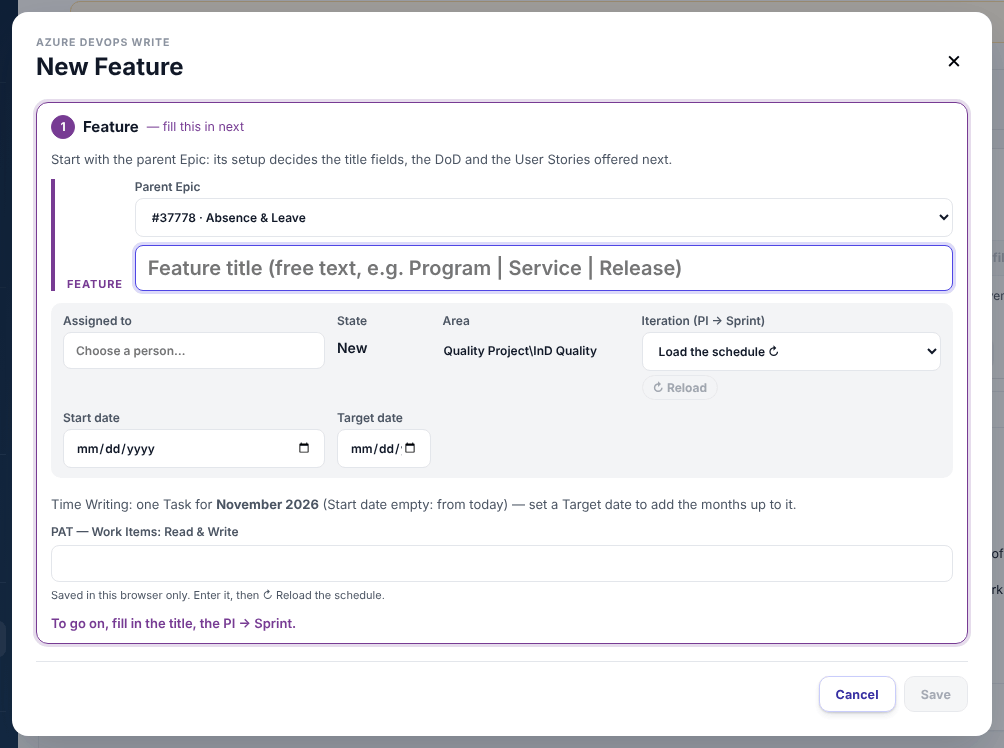 AZURE DEVOPS WRITE
New Feature
1 Feature — fill this in next
Start with the parent Epic: its setup decides the title fields, the DoD and the User Stories offered next.
Parent Epic
#37778 · Absence & Leave
FEATURE
Feature title (free text, e.g. Program | Service | Release)
Assigned to
State
Area
Iteration (PI → Sprint)
Choose a person...
New
Quality Project\InD Quality
Load the schedule ↻
↻ Reload
Start date
Target date
mm/dd/yyyy
mm/dd/
Time Writing: one Task for November 2026 (Start date empty: from today) — set a Target date to add the months up to it.
PAT — Work Items: Read & Write
Saved in this browser only. Enter it, then ↻ Reload the schedule.
To go on, fill in the title, the PI → Sprint.
Cancel
Save